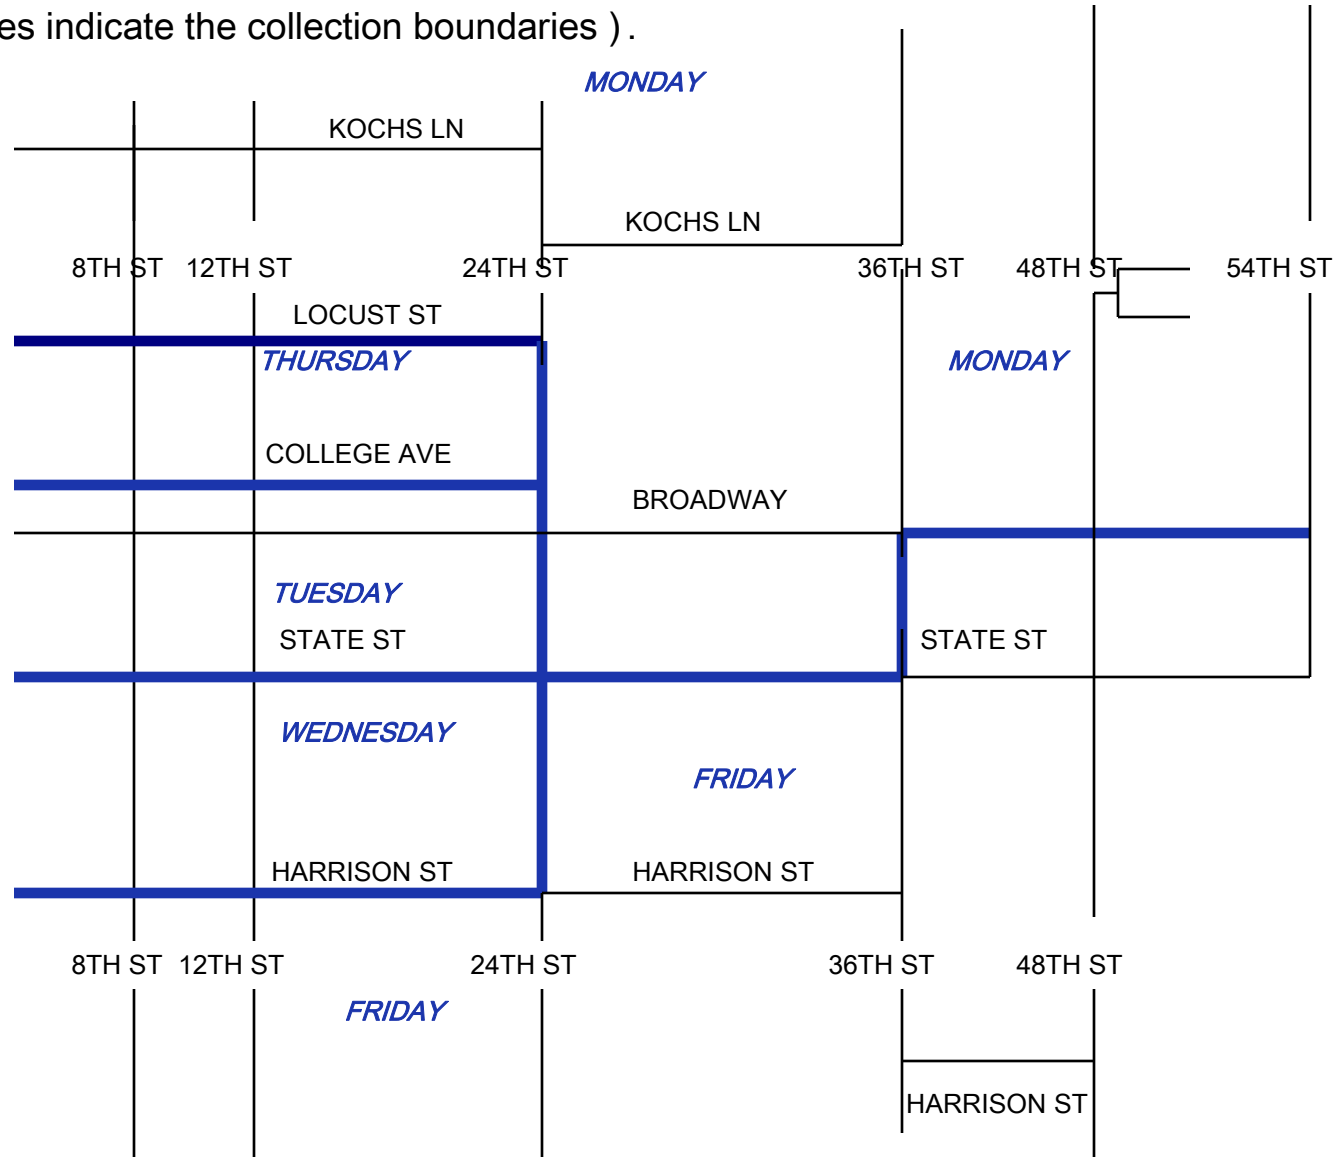 es indicate the collection boundaries ) .
MONDAY
KOCHS LN
KOCHS LN
8TH ST 12TH ST 24TH ST 36TH ST 48TH ST 54TH ST
LOCUST ST
THURSDAY MONDAY
COLLEGE AVE
BROADWAY
TUESDAY
STATE ST STATE ST
WEDNESDAY
FRIDAY
HARRISON ST HARRISON ST
8TH ST 12TH ST 24TH ST 36TH ST 48TH ST
FRIDAY
HARRISON ST